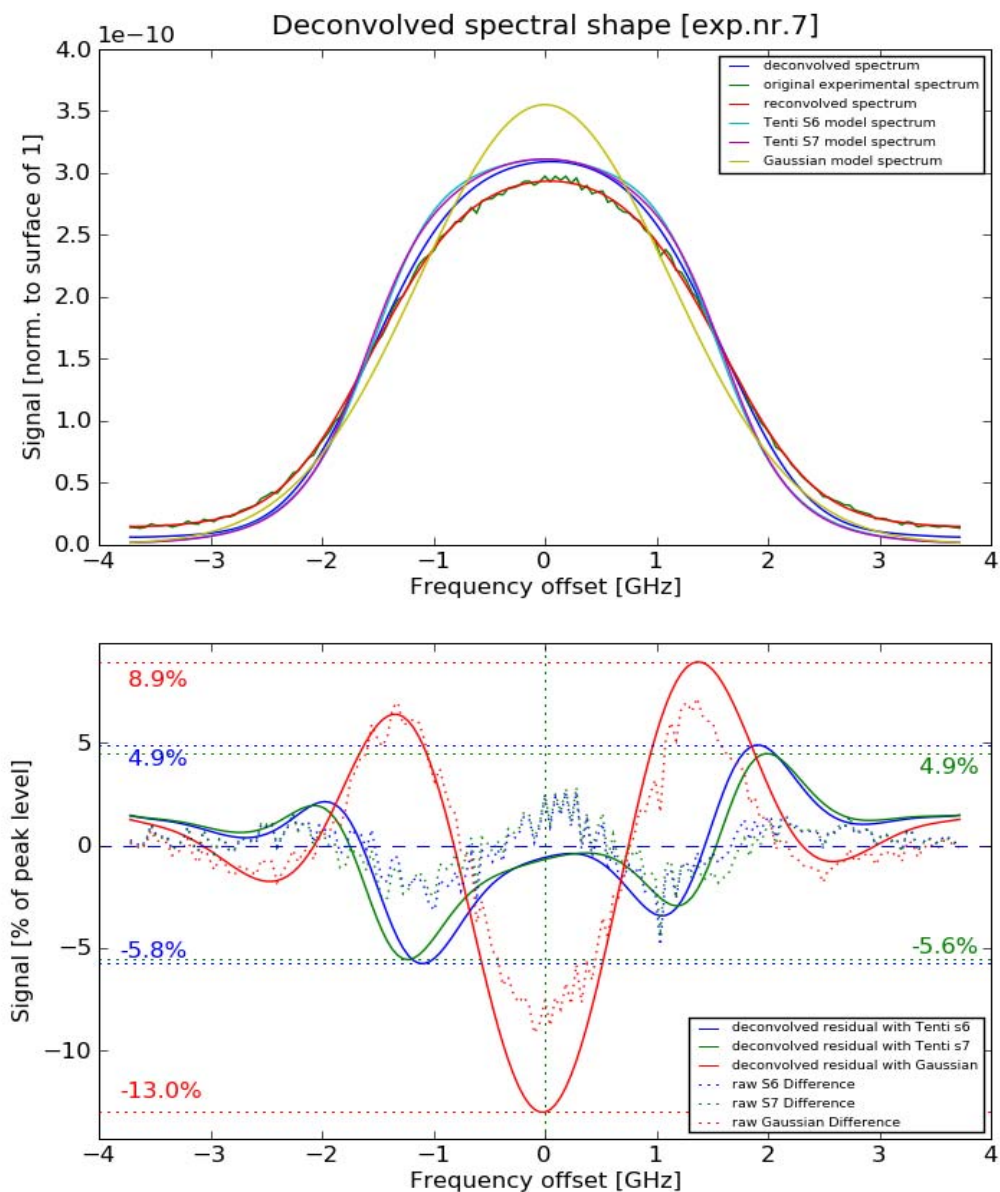 Deconvolved spectral shape [exp.nr.7]
1e−10
4.0
3.5
3.0
2.5
2.0
1.5
1.0
0.5
0.0
Signal [norm. to surface of 1]
deconvolved spectrum
original experimental spectrum
reconvolved spectrum
Tenti S6 model spectrum
Tenti S7 model spectrum
Gaussian model spectrum
−4 −3 −2 −1 0 1 2 3 4
Frequency offset [GHz]
8.9%
4.9%
4.9%
-5.8%
-5.6%
-13.0%
5
0
−5
−10
Signal [% of peak level]
deconvolved residual with Tenti s6
deconvolved residual with Tenti s7
deconvolved residual with Gaussian
raw S6 Difference
raw S7 Difference
raw Gaussian Difference
−4 −3 −2 −1 0 1 2 3 4
Frequency offset [GHz]